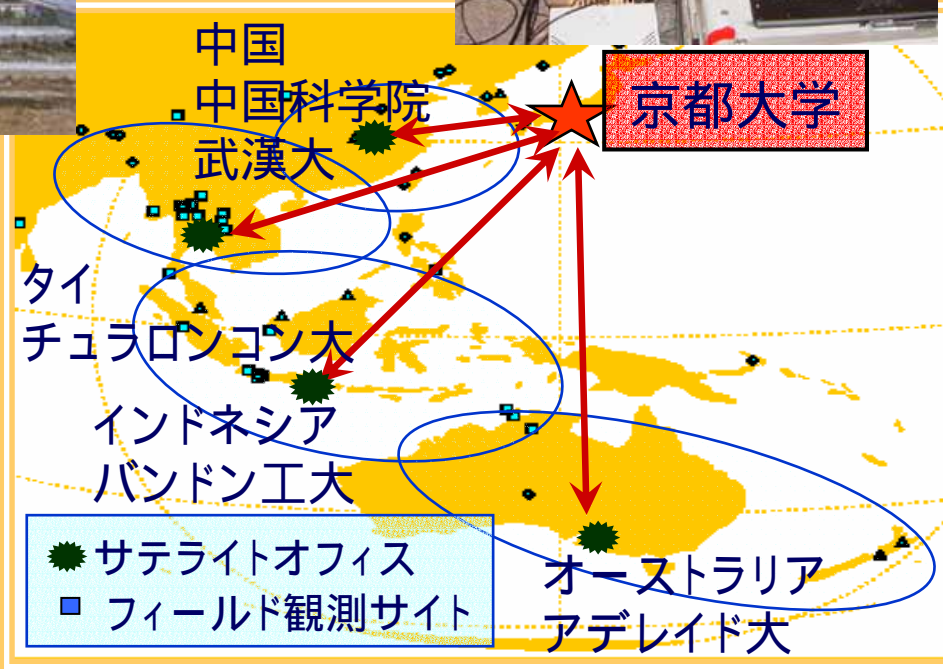 中国
中国科学院
武漢大
京都大学
タイ
チュラロンコン大
インドネシア
バンドン工大
サテライトオフィス
フィールド観測サイト
オーストラリア
アデレイド大